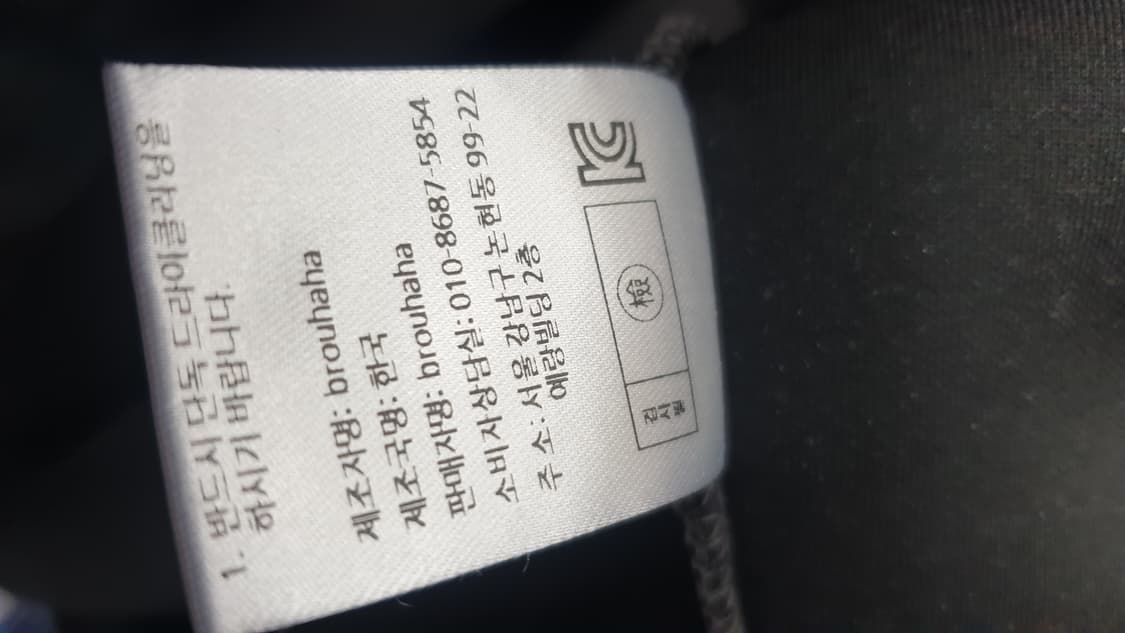 1. 반드시 단독 드라이클리닝을
하시기 바랍니다.
제조자명: brouhaha
제조국명: 한국
판매자명: brouhaha
소비자상담실: 010-8687-5854
주 소 : 서울 강남구 논현동 99-22
예랑빌딩 2층
검사필
檢
KC